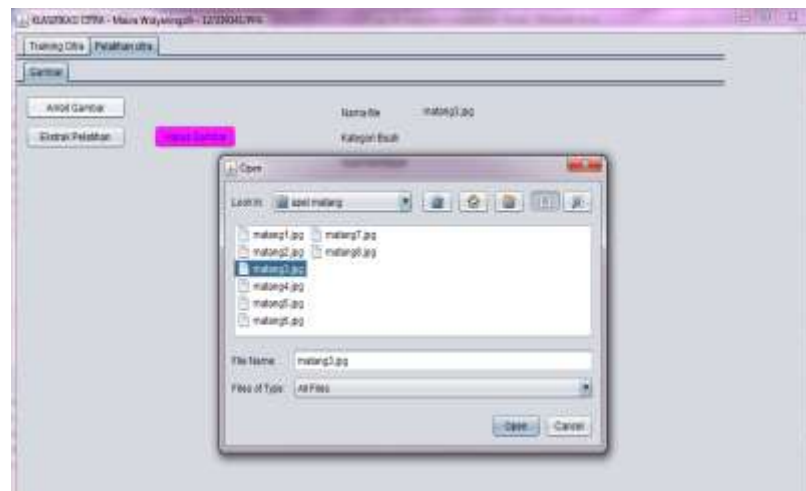 KLASIFIKASI CITRA -
Training Citra Pelatihan citra
Gambar
Ambil Gambar
Nama file matang3.jpg
Ekstrak Pelatihan
Kategori Buah
Open
Look In: apel matang
matang1.jpg matang7.jpg
matang2.jpg matang8.jpg
matang3.jpg
matang4.jpg
matang5.jpg
matang6.jpg
File Name: matang3.jpg
Files of Type: All Files
Open Cancel